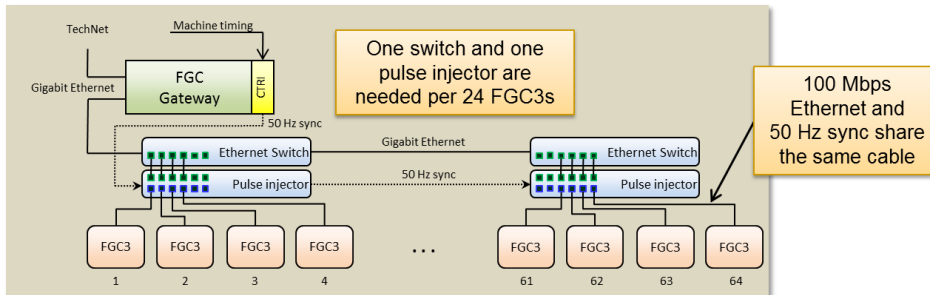 TechNet
Machine timing
Gigabit Ethernet
FGC
Gateway
CTRI
One switch and one
pulse injector are
needed per 24 FGC3s
100 Mbps
Ethernet and
50 Hz sync share
the same cable
50 Hz sync
Ethernet Switch
Gigabit Ethernet
Ethernet Switch
Pulse injector
50 Hz sync
Pulse injector
FGC3
FGC3
FGC3
FGC3
...
FGC3
FGC3
FGC3
FGC3
1
2
3
4
61
62
63
64